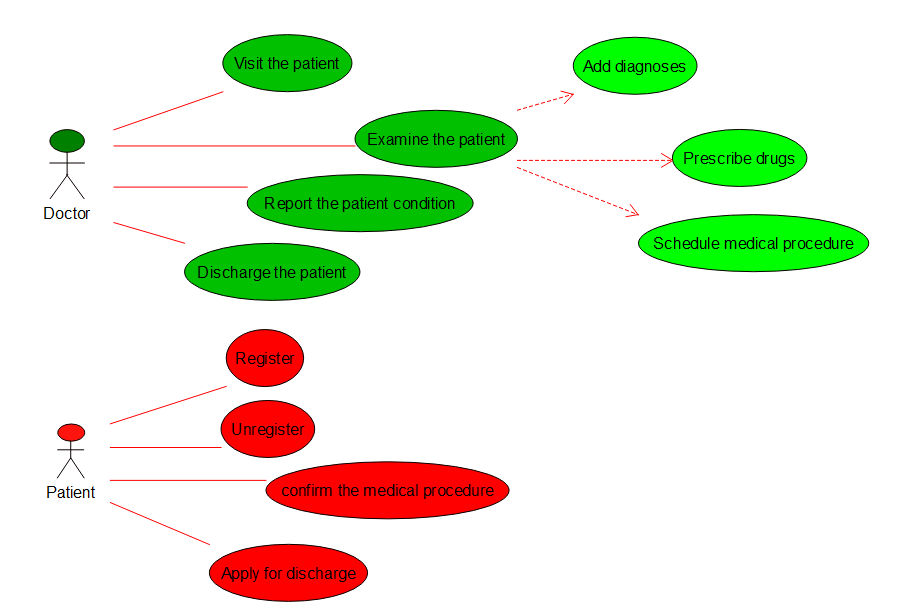 Visit the patient
Add diagnoses
Examine the patient
Prescribe drugs
Doctor
Report the patient condition
Schedule medical procedure
Discharge the patient
Register
Unregister
Patient
confirm the medical procedure
Apply for discharge